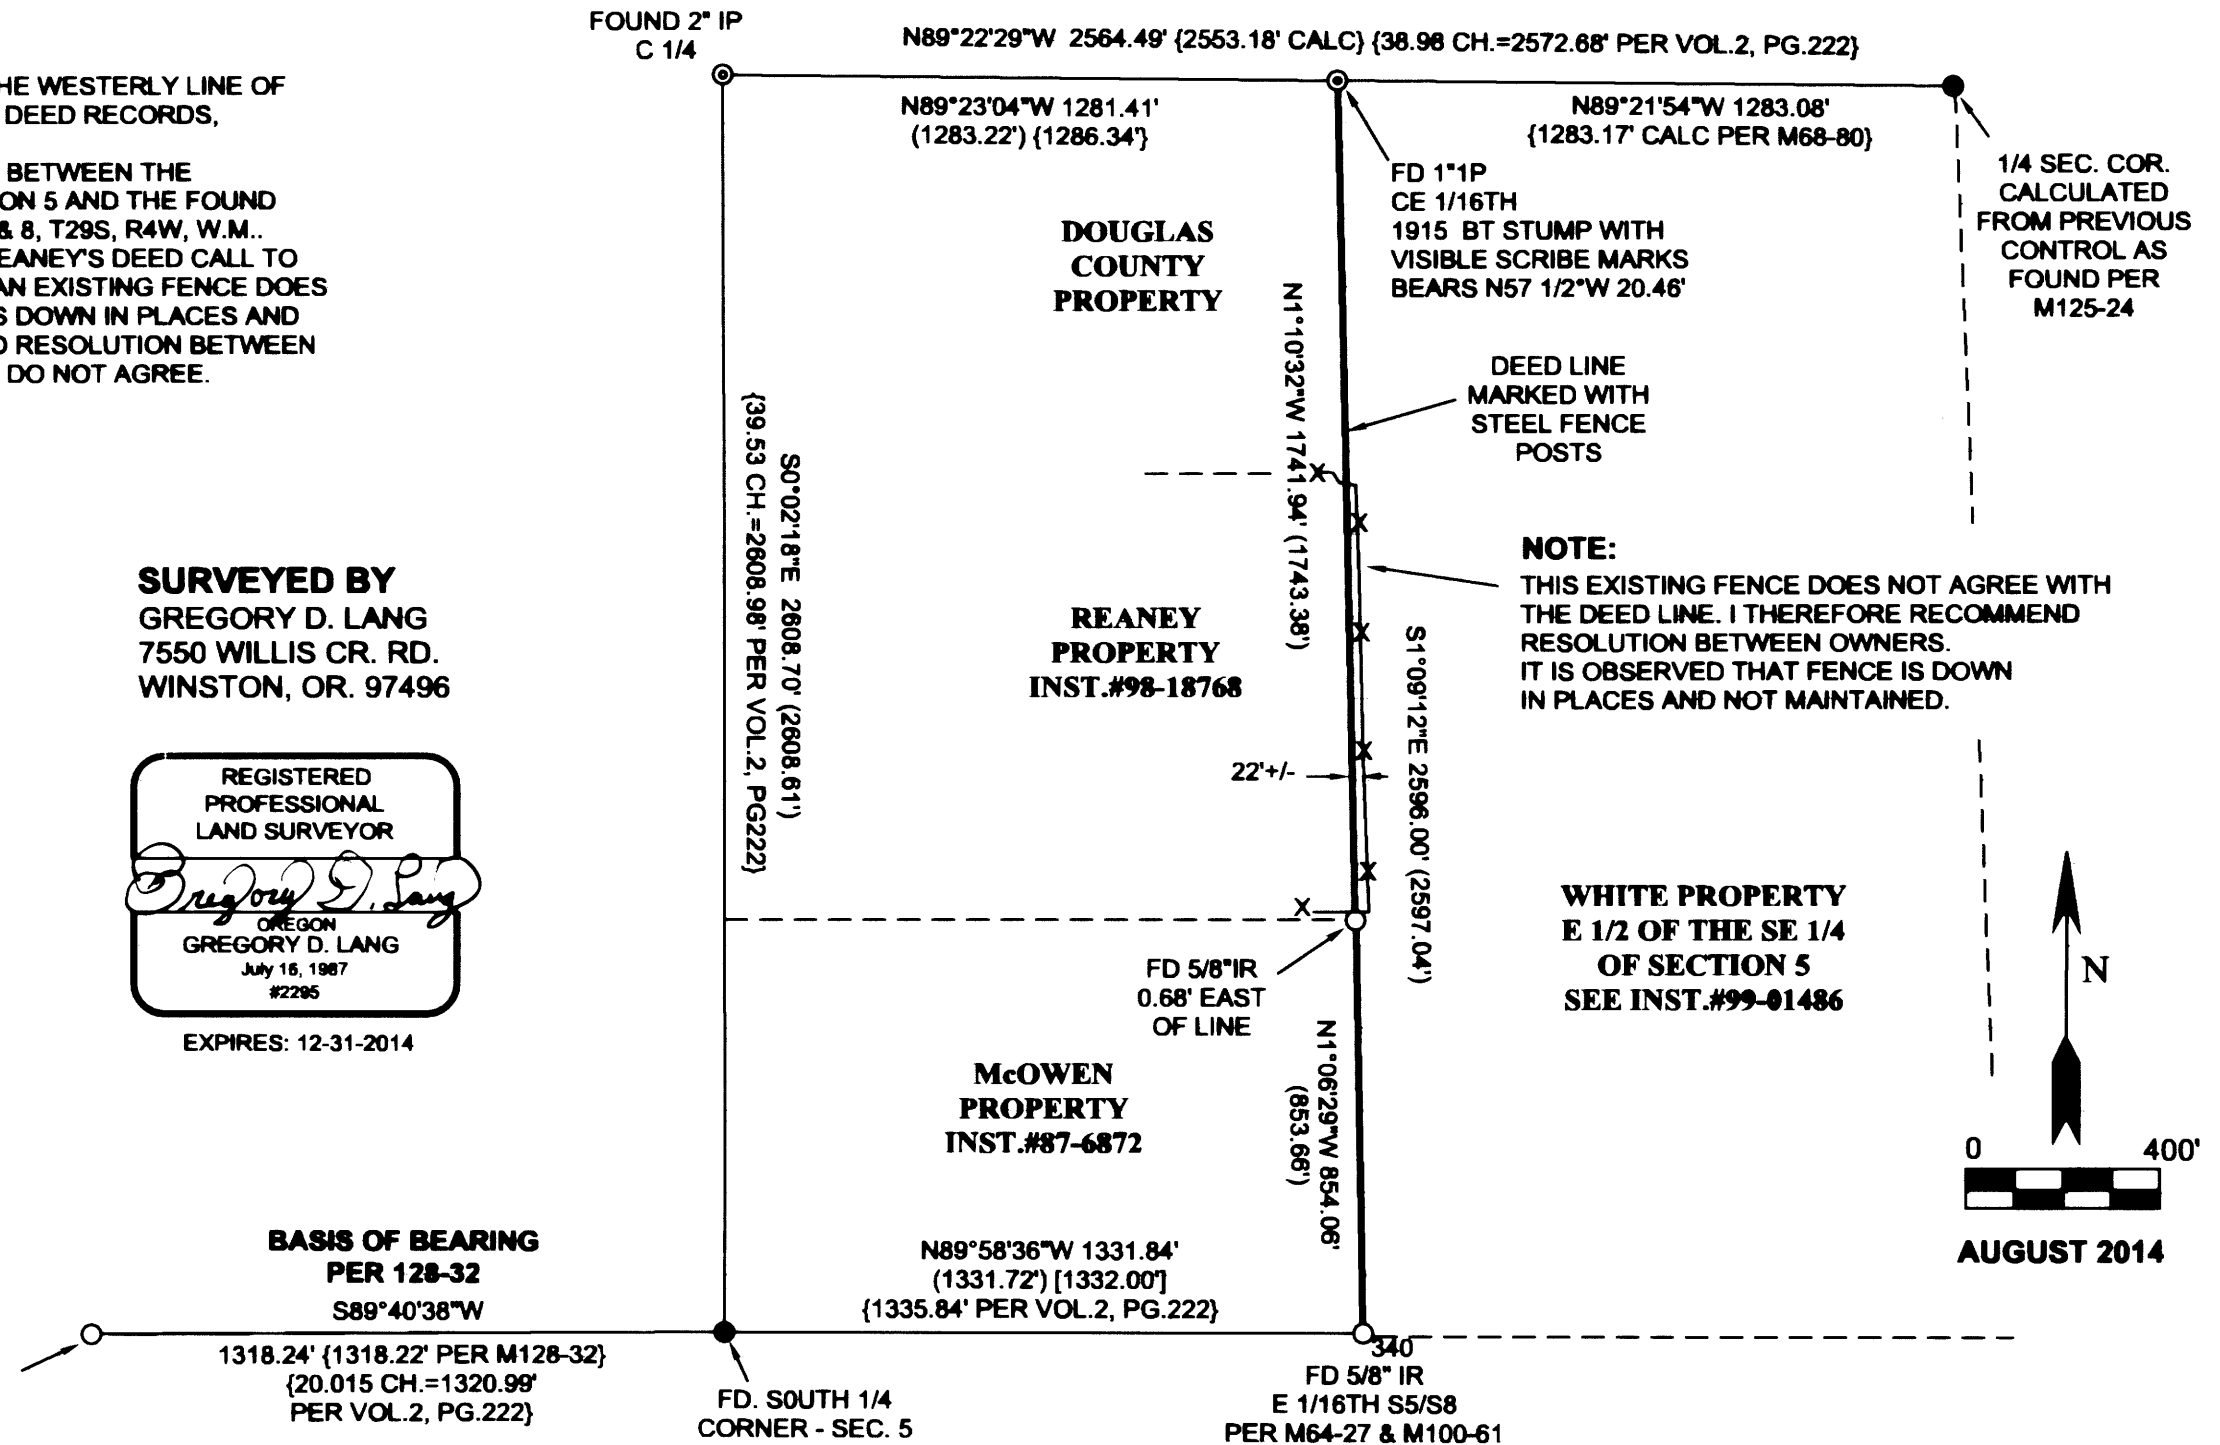 FOUND 2" IP
C 1/4
N89°22'29"W 2564.49' {2553.18' CALC} {38.98 CH.=2572.68' PER VOL.2, PG.222}
HE WESTERLY LINE OF
DEED RECORDS,
BETWEEN THE
ON 5 AND THE FOUND
& 8, T29S, R4W, W.M..
EANEY'S DEED CALL TO
AN EXISTING FENCE DOES
S DOWN IN PLACES AND
D RESOLUTION BETWEEN
DO NOT AGREE.
N89°23'04"W 1281.41'
(1283.22') {1286.34'}
N89°21'54"W 1283.08'
{1283.17' CALC PER M68-80}
FD 1"1P
CE 1/16TH
1915 BT STUMP WITH
VISIBLE SCRIBE MARKS
BEARS N57 1/2°W 20.46'
1/4 SEC. COR.
CALCULATED
FROM PREVIOUS
CONTROL AS
FOUND PER
M125-24
DOUGLAS
COUNTY
PROPERTY
N1°10'32"W 1741.94' (1743.38')
DEED LINE
MARKED WITH
STEEL FENCE
POSTS
S0°02'18"E 2608.70' (2608.61')
{39.53 CH.=2608.98' PER VOL.2, PG222}
NOTE:
THIS EXISTING FENCE DOES NOT AGREE WITH
THE DEED LINE. I THEREFORE RECOMMEND
RESOLUTION BETWEEN OWNERS.
IT IS OBSERVED THAT FENCE IS DOWN
IN PLACES AND NOT MAINTAINED.
SURVEYED BY
GREGORY D. LANG
7550 WILLIS CR. RD.
WINSTON, OR. 97496
REANEY
PROPERTY
INST.#98-18768
S1°09'12"E 2596.00' (2597.04')
22'+/-
REGISTERED
PROFESSIONAL
LAND SURVEYOR
Gregory D. Lang
OREGON
GREGORY D. LANG
July 16, 1987
#2295
EXPIRES: 12-31-2014
WHITE PROPERTY
E 1/2 OF THE SE 1/4
OF SECTION 5
SEE INST.#99-01486
N
FD 5/8"IR
0.68' EAST
OF LINE
N1°06'29"W 854.06'
(853.66')
McOWEN
PROPERTY
INST.#87-6872
0 400'
AUGUST 2014
BASIS OF BEARING
PER 128-32
S89°40'38"W
1318.24' {1318.22' PER M128-32}
{20.015 CH.=1320.99'
PER VOL.2, PG.222}
N89°58'36"W 1331.84'
(1331.72') [1332.00']
{1335.84' PER VOL.2, PG.222}
FD. SOUTH 1/4
CORNER - SEC. 5
340
FD 5/8" IR
E 1/16TH S5/S8
PER M64-27 & M100-61